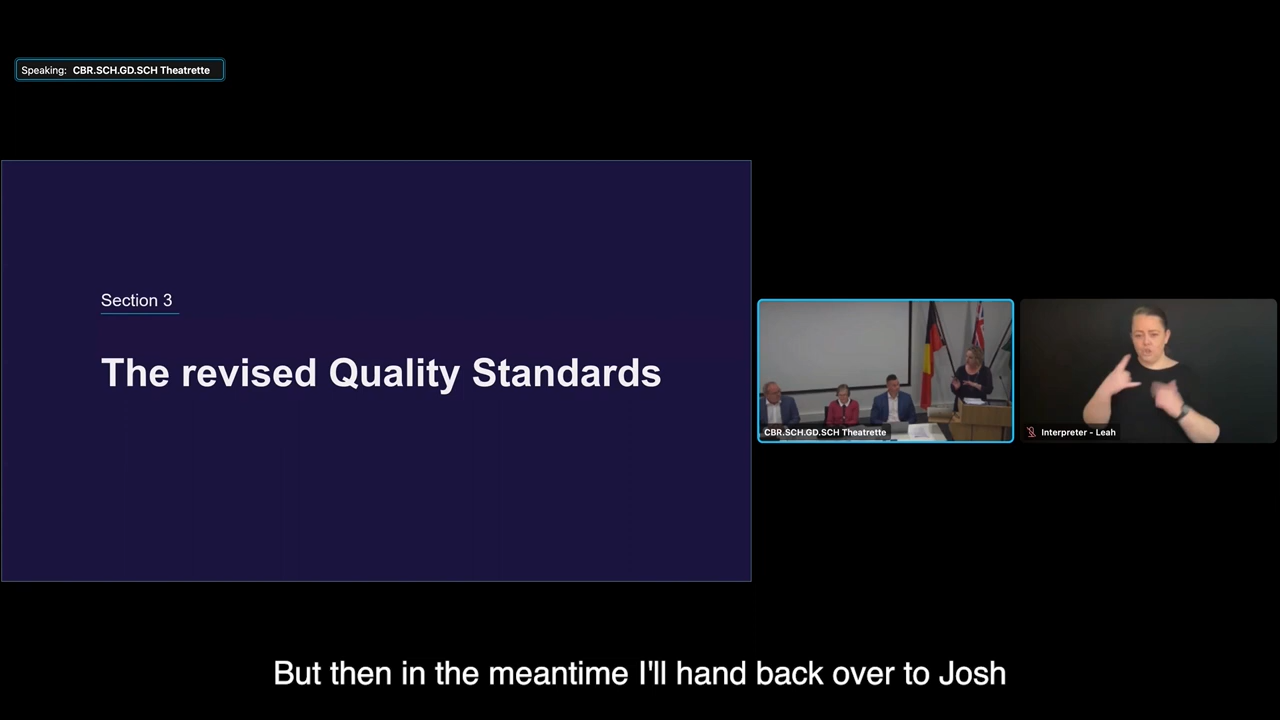 Speaking: CBR.SCH.GD.SCH Theatrette
Section 3
The revised Quality Standards
CBR.SCH.GD.SCH Theatrette
Interpreter - Leah
But then in the meantime I'll hand back over to Josh